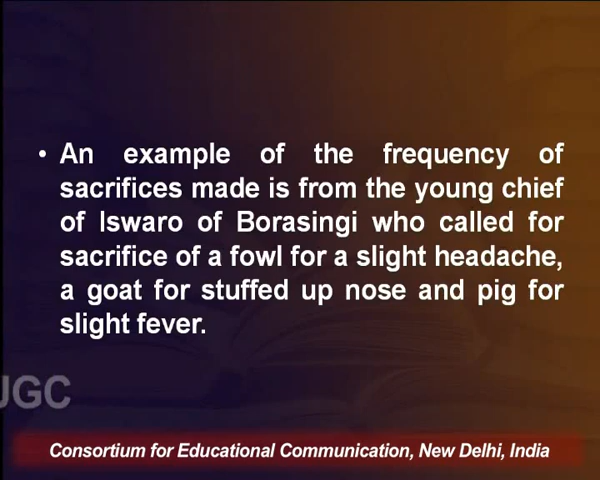 • An example of the frequency of
sacrifices made is from the young chief
of Iswaro of Borasingi who called for
sacrifice of a fowl for a slight headache,
a goat for stuffed up nose and pig for
slight fever.
UGC
Consortium for Educational Communication, New Delhi, India